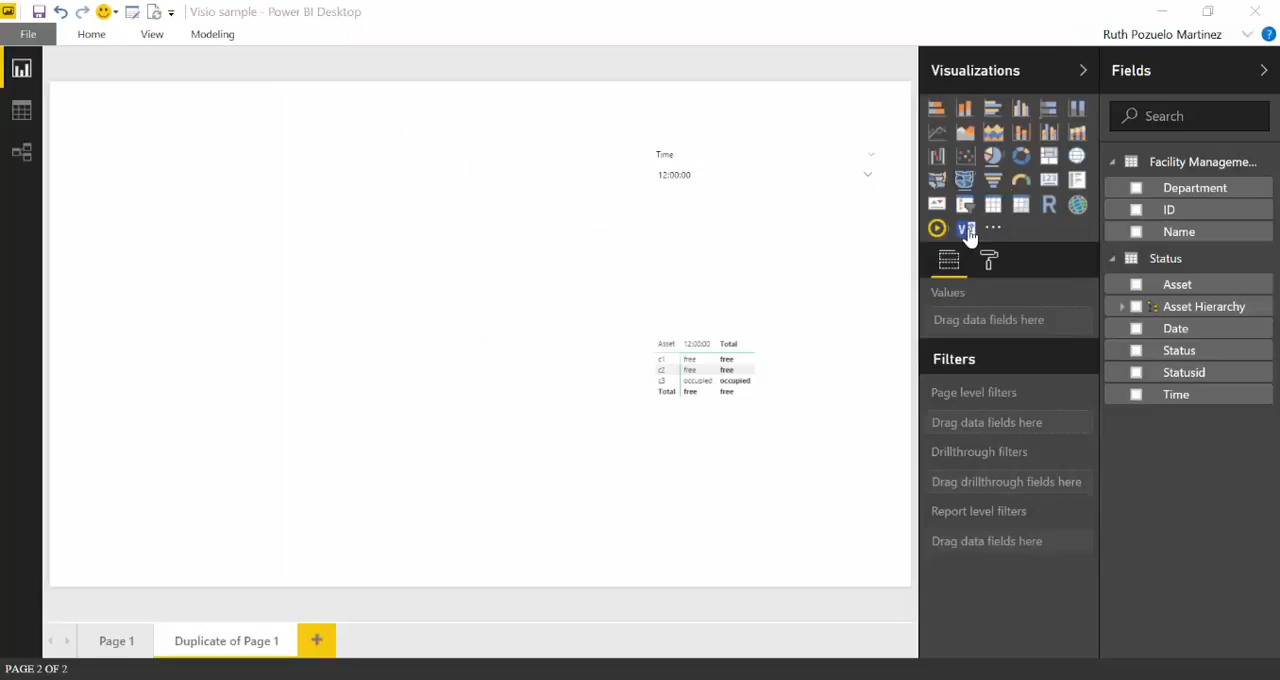 Visio sample - Power BI Desktop
File Home View Modeling
Ruth Pozuelo Martinez
?
Visualizations
Fields
Search
Time
12:00:00
Facility Manageme...
Department
ID
Name
Status
Asset
Asset Hierarchy
Date
Status
Statusid
Time
123
R
V
...
Values
Drag data fields here
Filters
Page level filters
Drag data fields here
Drillthrough filters
Drag drillthrough fields here
Report level filters
Drag data fields here
Asset 12:00:00 Total
c1 free free
c2 free free
c3 occupied occupied
Total free free
Page 1 Duplicate of Page 1 +
PAGE 2 OF 2